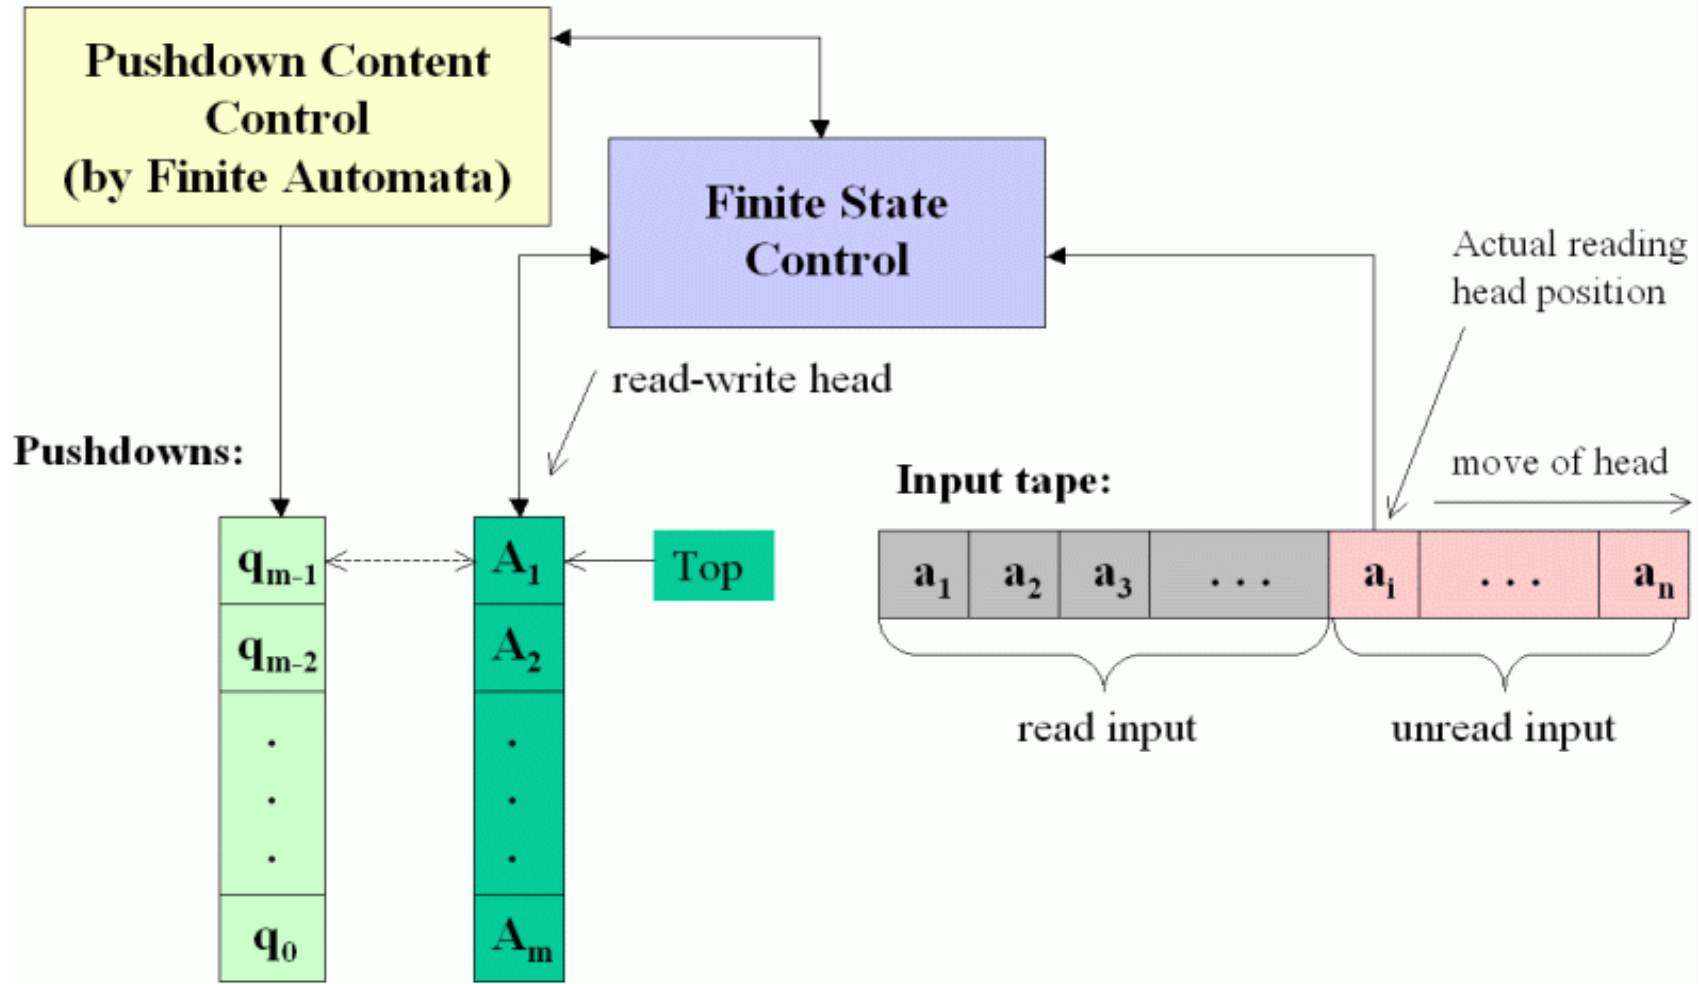 Pushdown Content
Control
(by Finite Automata)
Finite State
Control
Actual reading
head position
read-write head
Pushdowns:
move of head
Input tape:
qm-1
A1
Top
a1 a2 a3 . . . ai . . . an
qm-2
A2
read input
unread input
. .
. .
. .
q0
Am